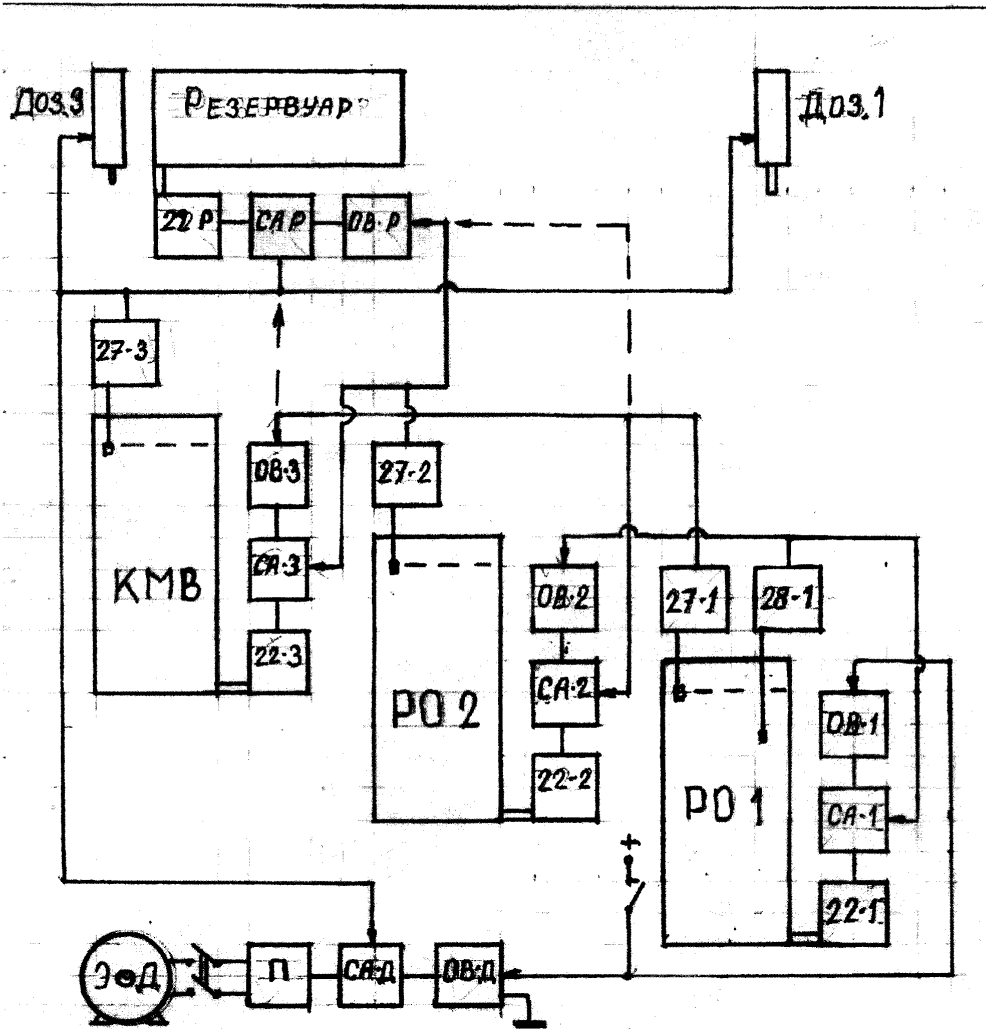 Доз.3
РЕЗЕРВУАР
Доз.1
22Р
САР
ОВ-Р
27-3
ОВ-3
27-2
КМВ
СА-3
22-3
ОВ-2
27-1
28-1
РО 2
СА-2
22-2
ОВ-1
РО 1
СА-1
22-1
+
П
СА-Д
ОВ-Д